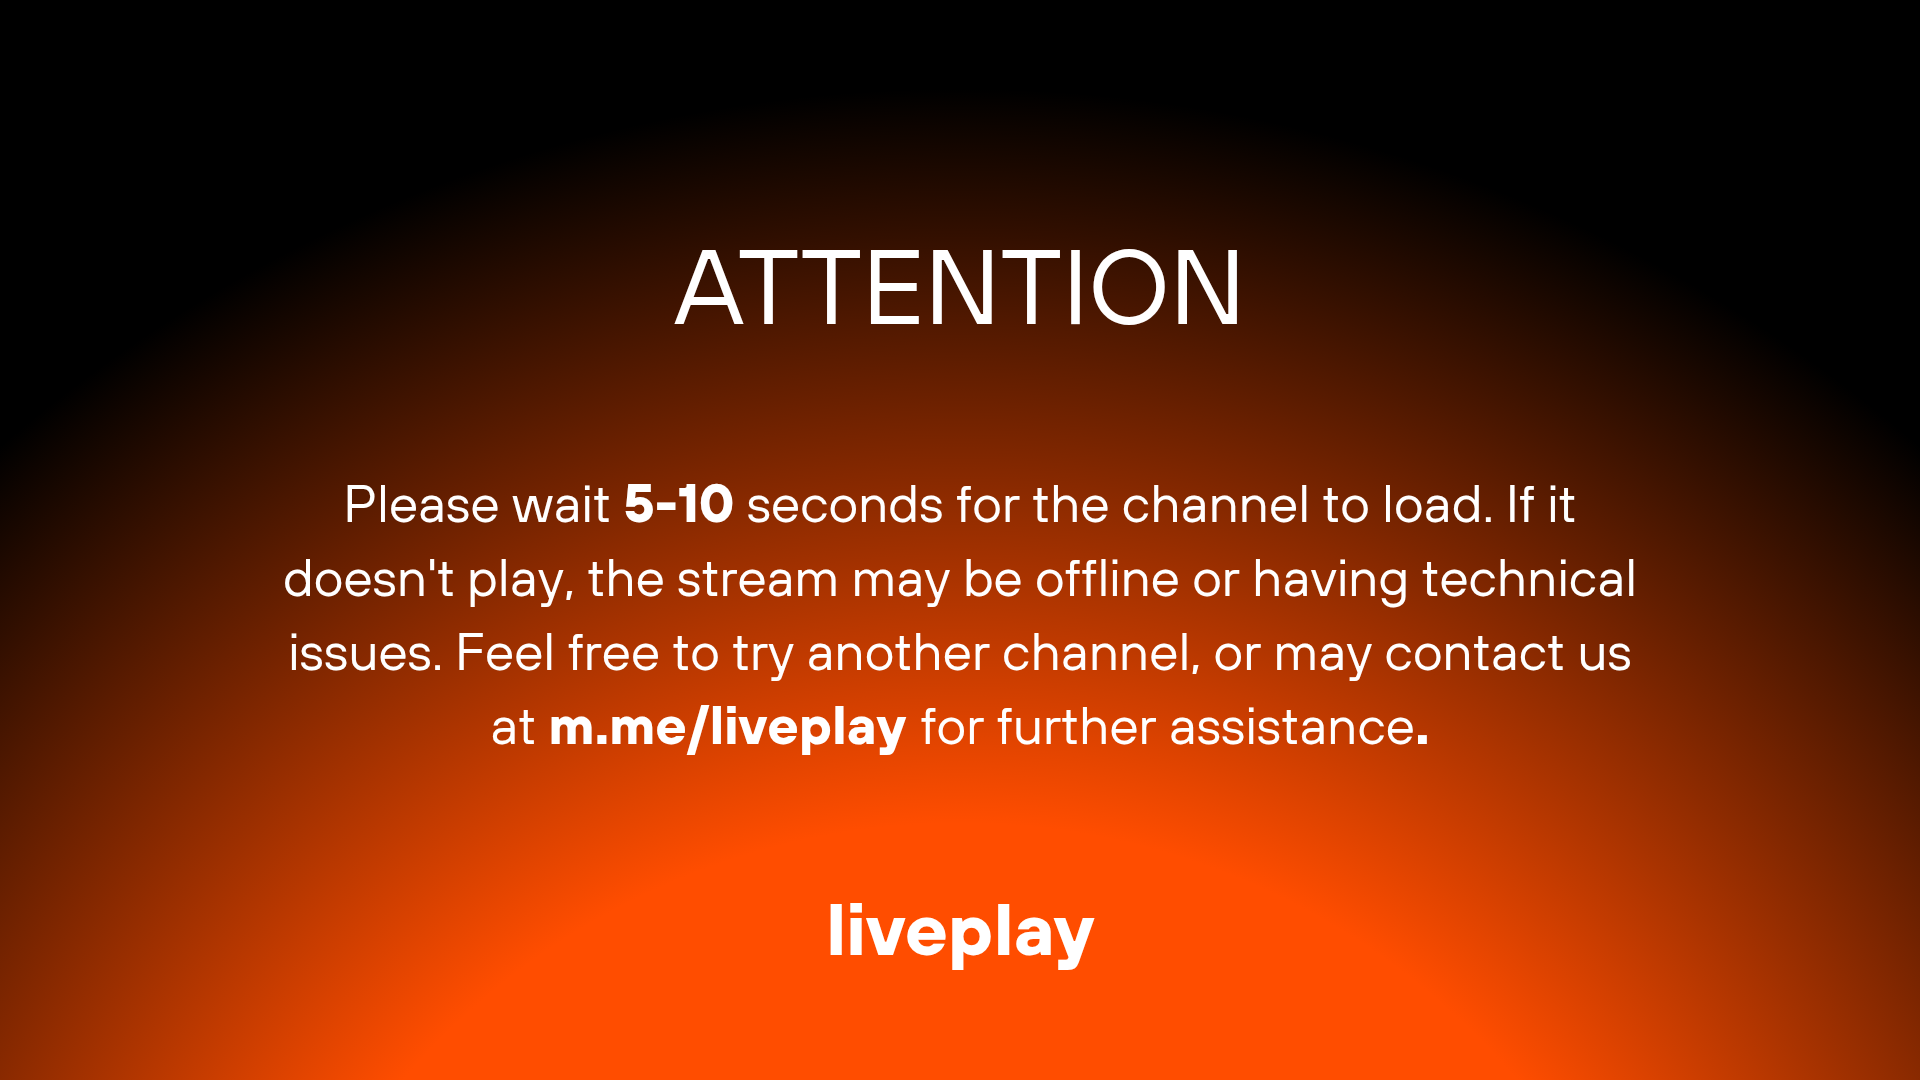 ATTENTION
Please wait 5-10 seconds for the channel to load. If it
doesn't play, the stream may be offline or having technical
issues. Feel free to try another channel, or may contact us
at m.me/liveplay for further assistance.
liveplay